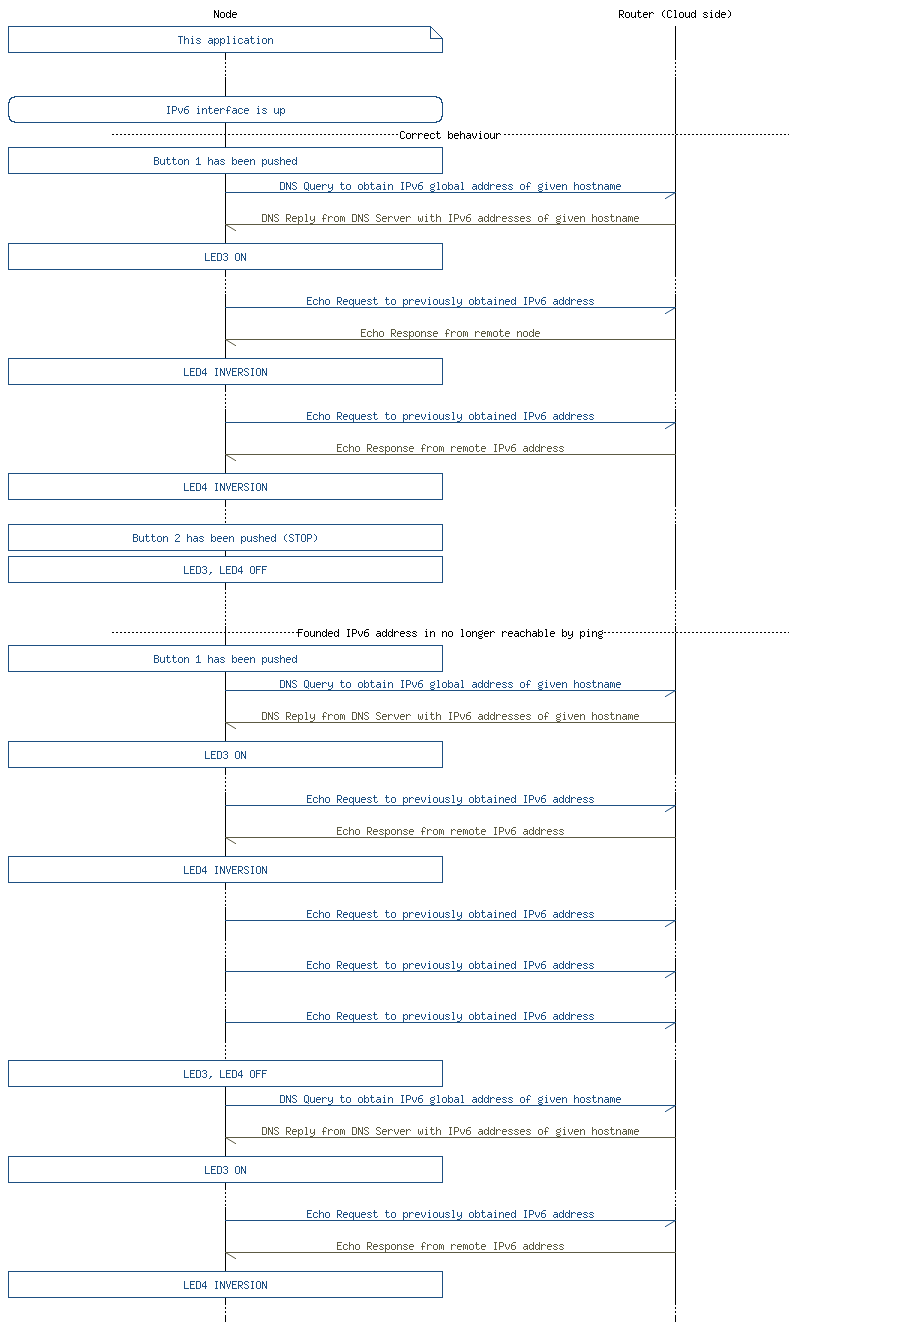 Node
Router (Cloud side)
This application
IPv6 interface is up
Correct behaviour
Button 1 has been pushed
DNS Query to obtain IPv6 global address of given hostname
DNS Reply from DNS Server with IPv6 addresses of given hostname
LED3 ON
Echo Request to previously obtained IPv6 address
Echo Response from remote node
LED4 INVERSION
Echo Request to previously obtained IPv6 address
Echo Response from remote IPv6 address
LED4 INVERSION
Button 2 has been pushed (STOP)
LED3, LED4 OFF
Founded IPv6 address in no longer reachable by ping
Button 1 has been pushed
DNS Query to obtain IPv6 global address of given hostname
DNS Reply from DNS Server with IPv6 addresses of given hostname
LED3 ON
Echo Request to previously obtained IPv6 address
Echo Response from remote IPv6 address
LED4 INVERSION
Echo Request to previously obtained IPv6 address
Echo Request to previously obtained IPv6 address
Echo Request to previously obtained IPv6 address
LED3, LED4 OFF
DNS Query to obtain IPv6 global address of given hostname
DNS Reply from DNS Server with IPv6 addresses of given hostname
LED3 ON
Echo Request to previously obtained IPv6 address
Echo Response from remote IPv6 address
LED4 INVERSION